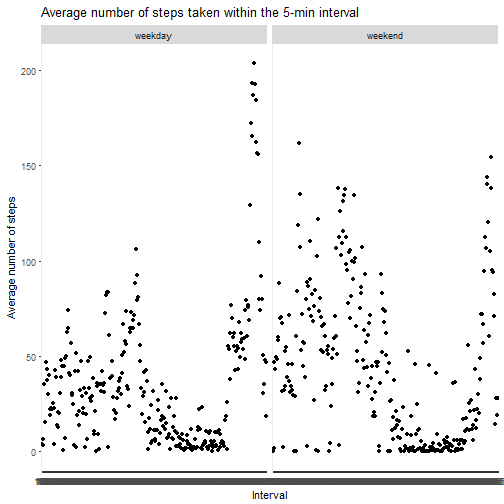 Average number of steps taken within the 5-min interval
weekday
weekend
Average number of steps
200
150
100
50
0
Interval